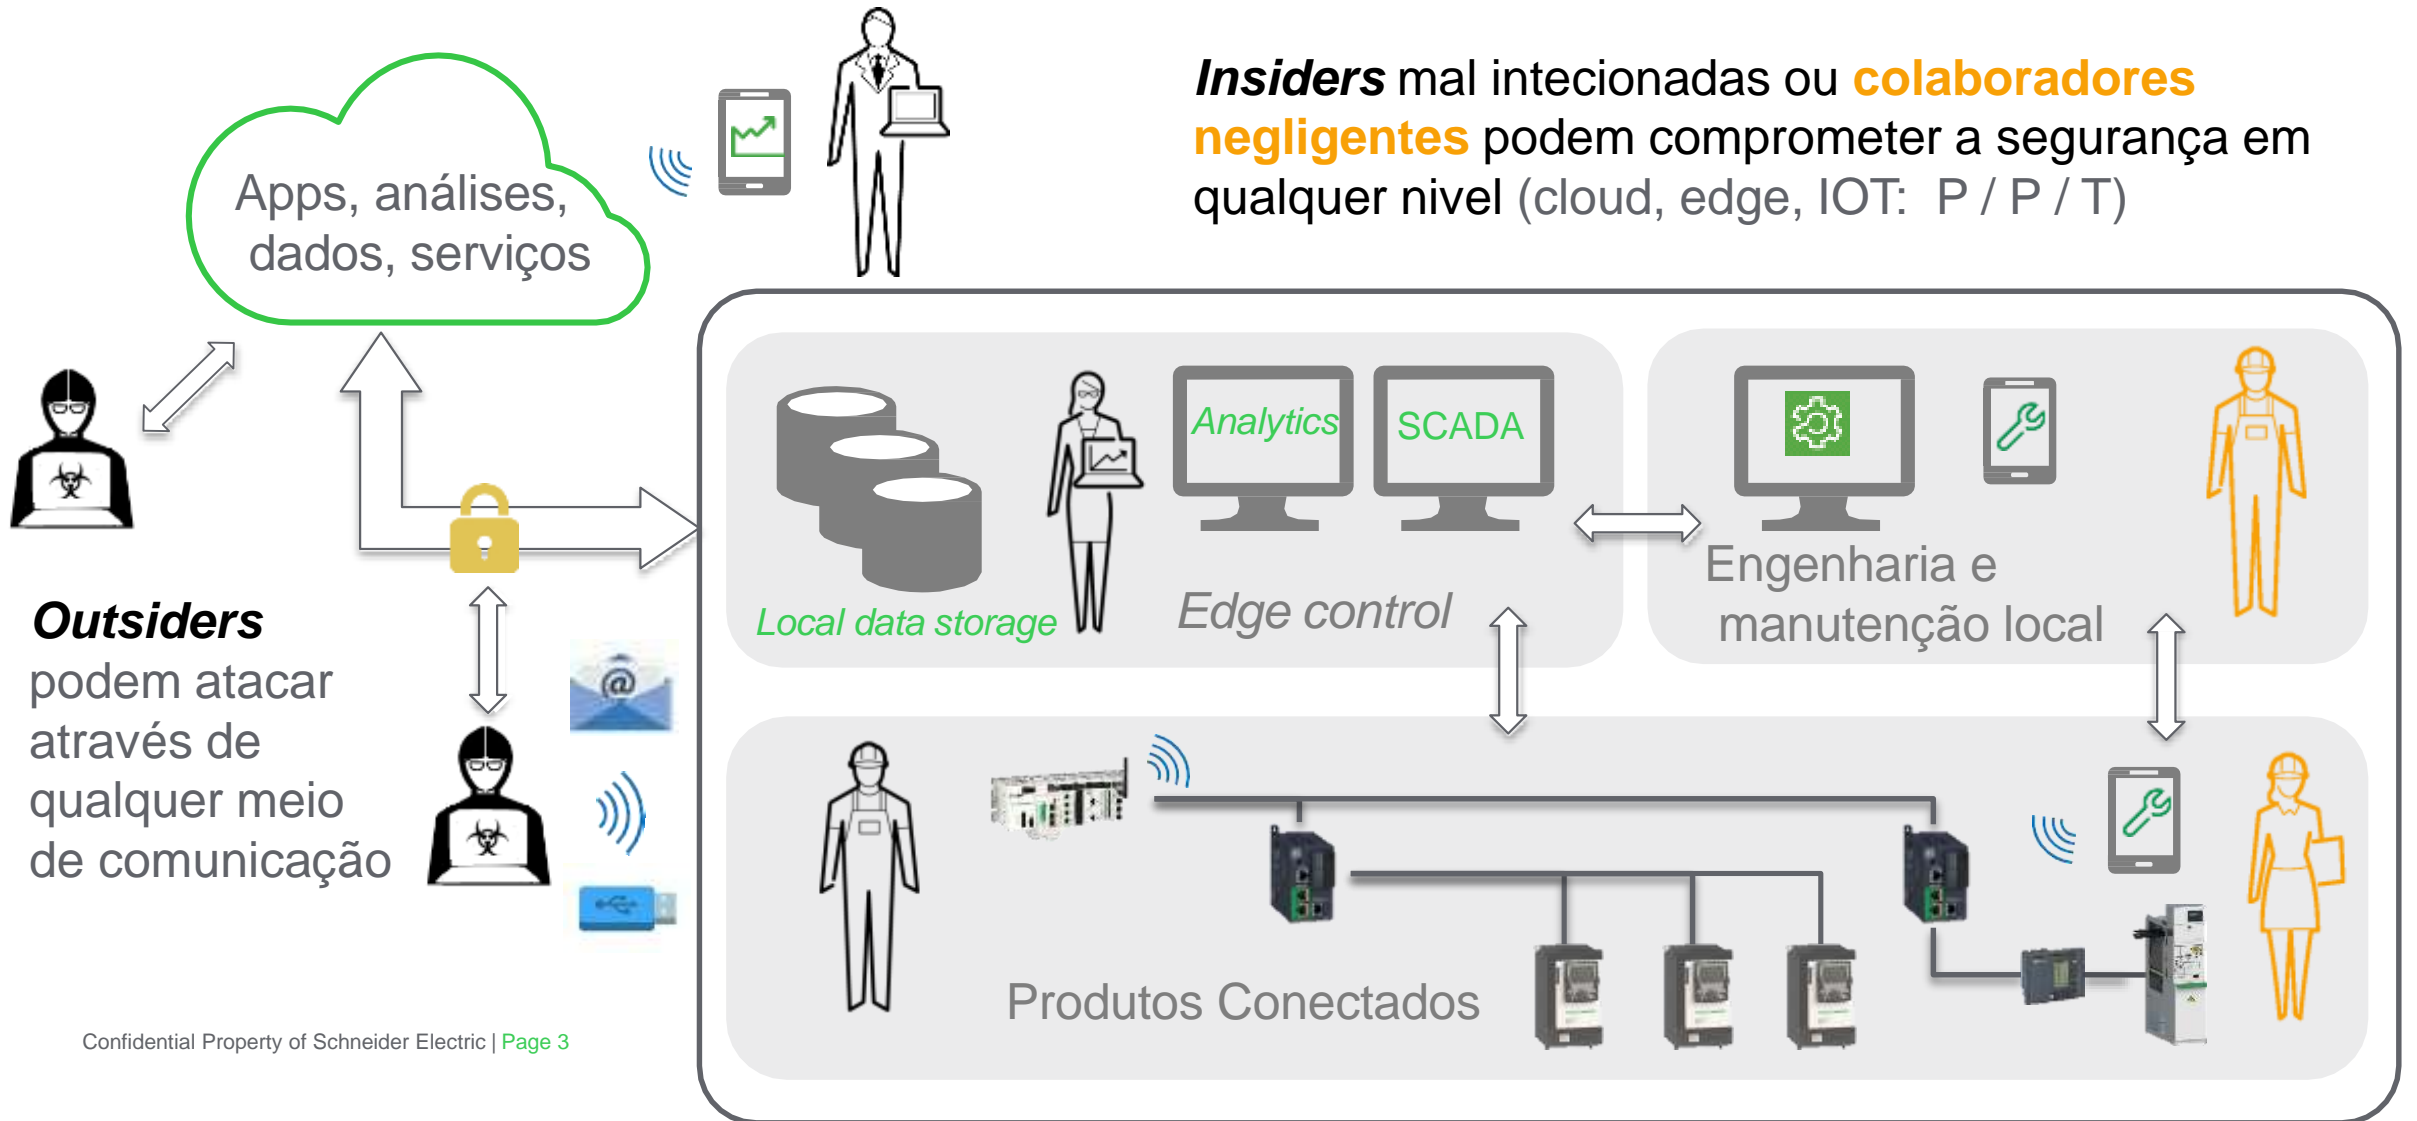 Insiders mal intecionadas ou colaboradores
negligentes podem comprometer a segurança em
qualquer nivel (cloud, edge, IOT: P / P / T)
Apps, análises,
dados, serviços
Analytics
SCADA
Local data storage
Edge control
Engenharia e
manutenção local
Outsiders
podem atacar
através de
qualquer meio
de comunicação
@
Produtos Conectados
Confidential Property of Schneider Electric | Page 3